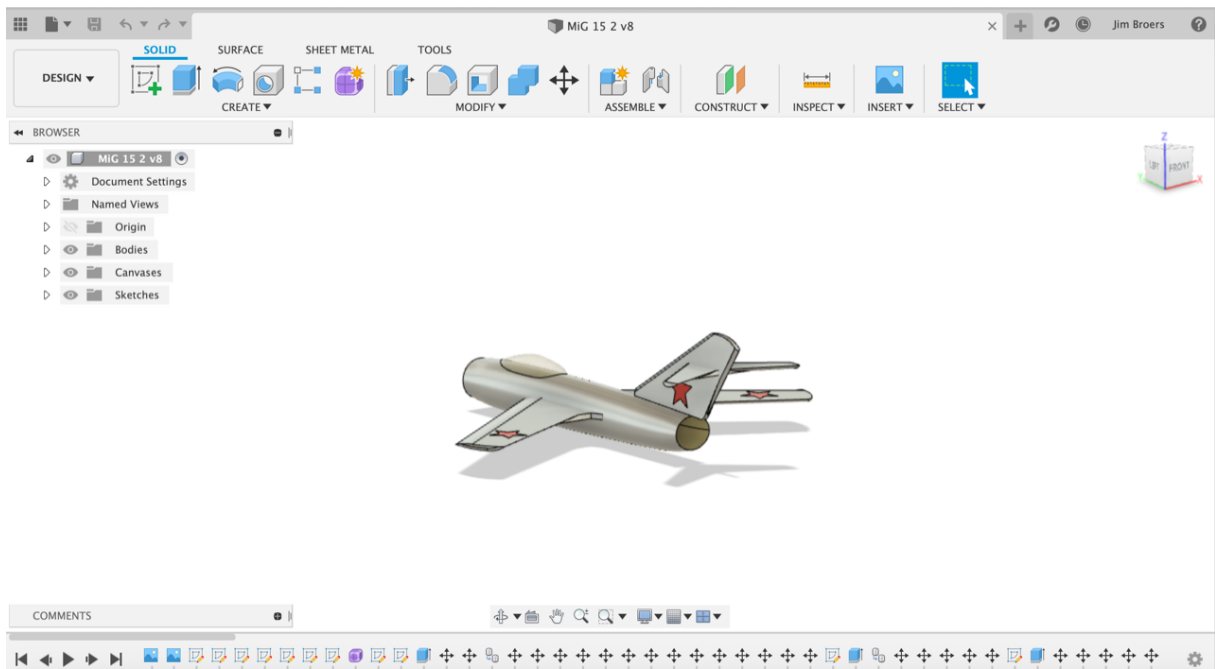 MiG 15 2 v8
Jim Broers
DESIGN
SOLID
SURFACE
SHEET METAL
TOOLS
CREATE
MODIFY
ASSEMBLE
CONSTRUCT
INSPECT
INSERT
SELECT
BROWSER
MiG 15 2 v8
Document Settings
Named Views
Origin
Bodies
Canvases
Sketches
Z
LEFT FRONT
Y
X
COMMENTS